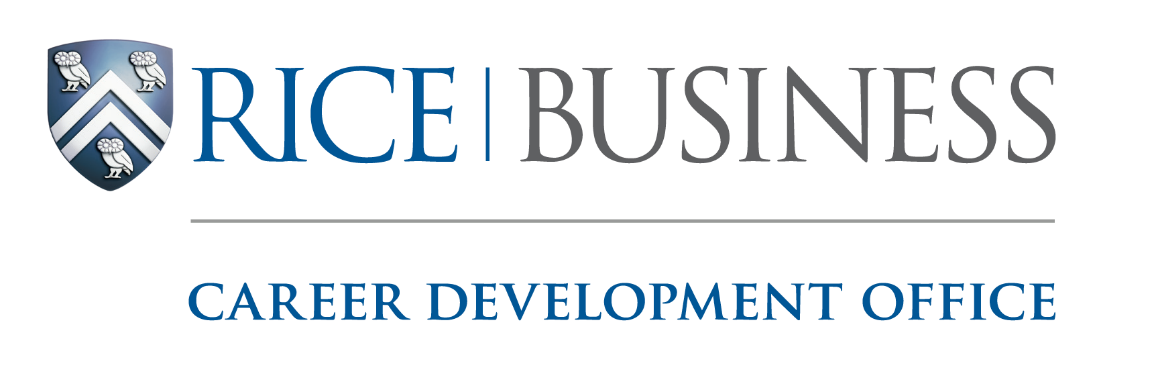 RICE | BUSINESS
CAREER DEVELOPMENT OFFICE